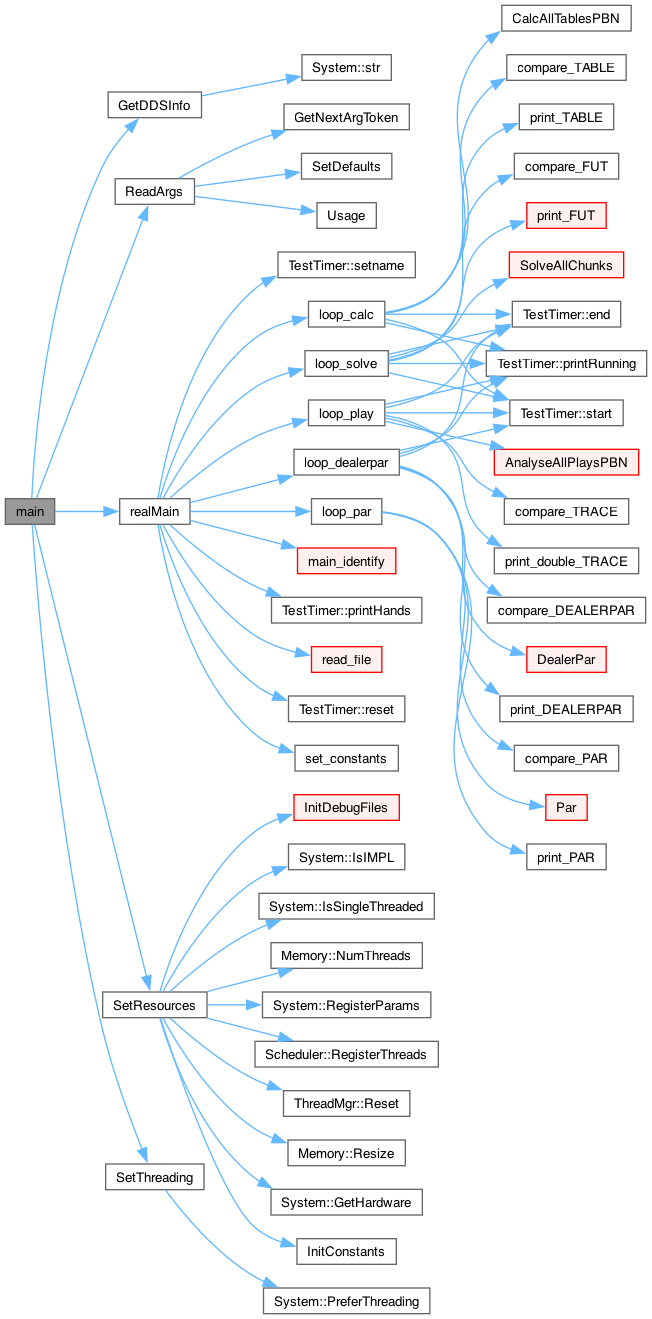 CalcAllTablesPBN
compare_TABLE
System::str
GetDDSInfo
print_TABLE
GetNextArgToken
compare_FUT
SetDefaults
ReadArgs
print_FUT
Usage
SolveAllChunks
TestTimer::setname
TestTimer::end
loop_calc
TestTimer::printRunning
loop_solve
TestTimer::start
loop_play
AnalyseAllPlaysPBN
loop_dealerpar
main
realMain
loop_par
compare_TRACE
main_identify
print_double_TRACE
TestTimer::printHands
compare_DEALERPAR
read_file
DealerPar
TestTimer::reset
print_DEALERPAR
set_constants
compare_PAR
InitDebugFiles
Par
System::IsIMPL
print_PAR
System::IsSingleThreaded
Memory::NumThreads
SetResources
System::RegisterParams
Scheduler::RegisterThreads
ThreadMgr::Reset
Memory::Resize
SetThreading
System::GetHardware
InitConstants
System::PreferThreading